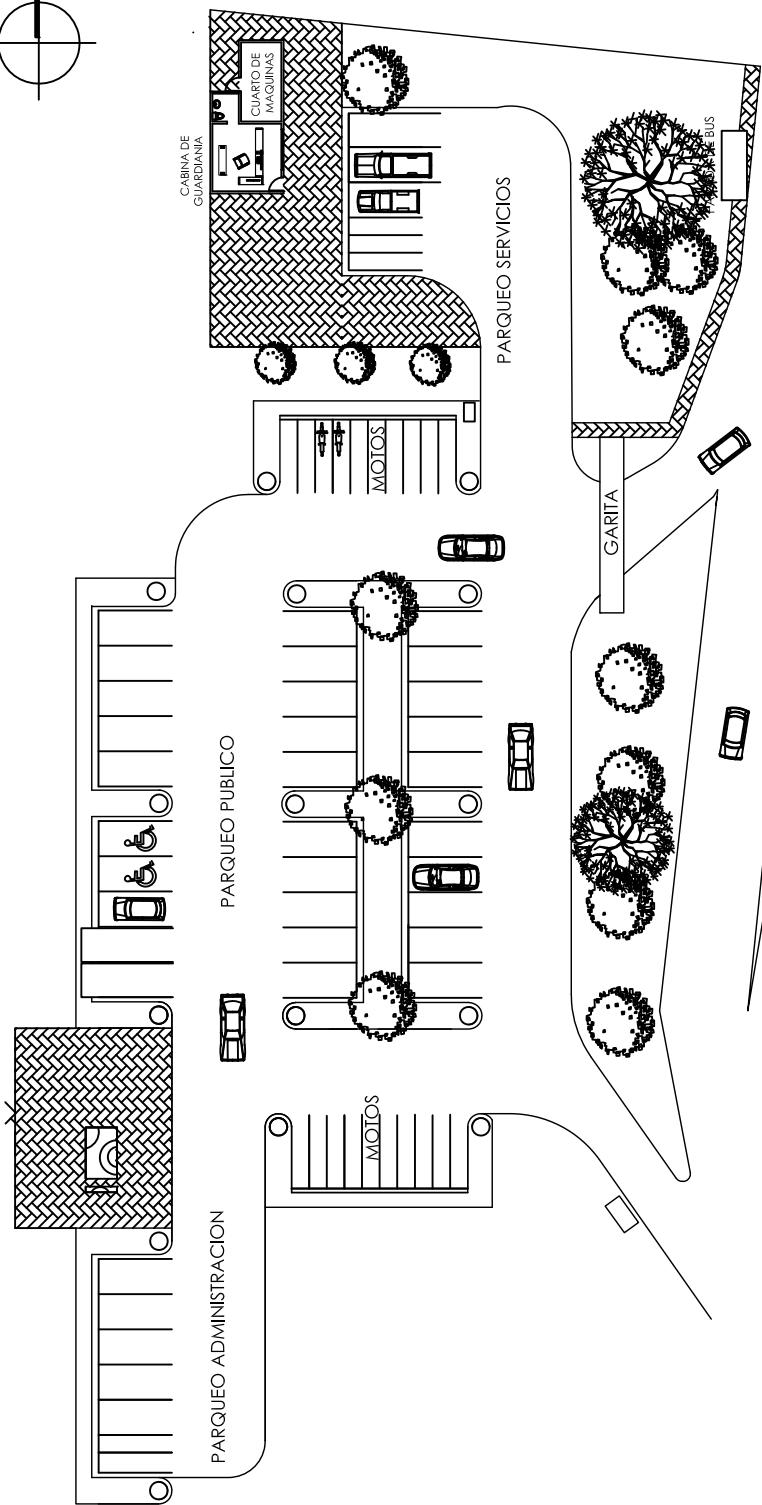 CABINA DE
GUARDIANIA
CUARTO DE
MAQUINAS
PARQUEO SERVICIOS
BUS
MOTOS
GARITA
PARQUEO PUBLICO
MOTOS
PARQUEO ADMINISTRACION